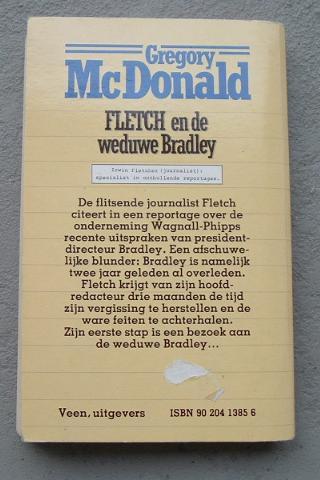 Gregory
McDonald
FLETCH en de
weduwe Bradley
Irwin Fletcher (journalist):
specialist in onthullende reportages.
De flitsende journalist Fletch
citeert in een reportage over de
onderneming Wagnall-Phipps
recente uitspraken van president-
directeur Bradley. Een afschuwe-
lijke blunder: Bradley is namelijk
twee jaar geleden al overleden.
Fletch krijgt van zijn hoofd-
redacteur drie maanden de tijd
zijn vergissing te herstellen en de
ware feiten te achterhalen.
Zijn eerste stap is een bezoek aan
de weduwe Bradley...
Veen, uitgevers
ISBN 90 204 1385 6